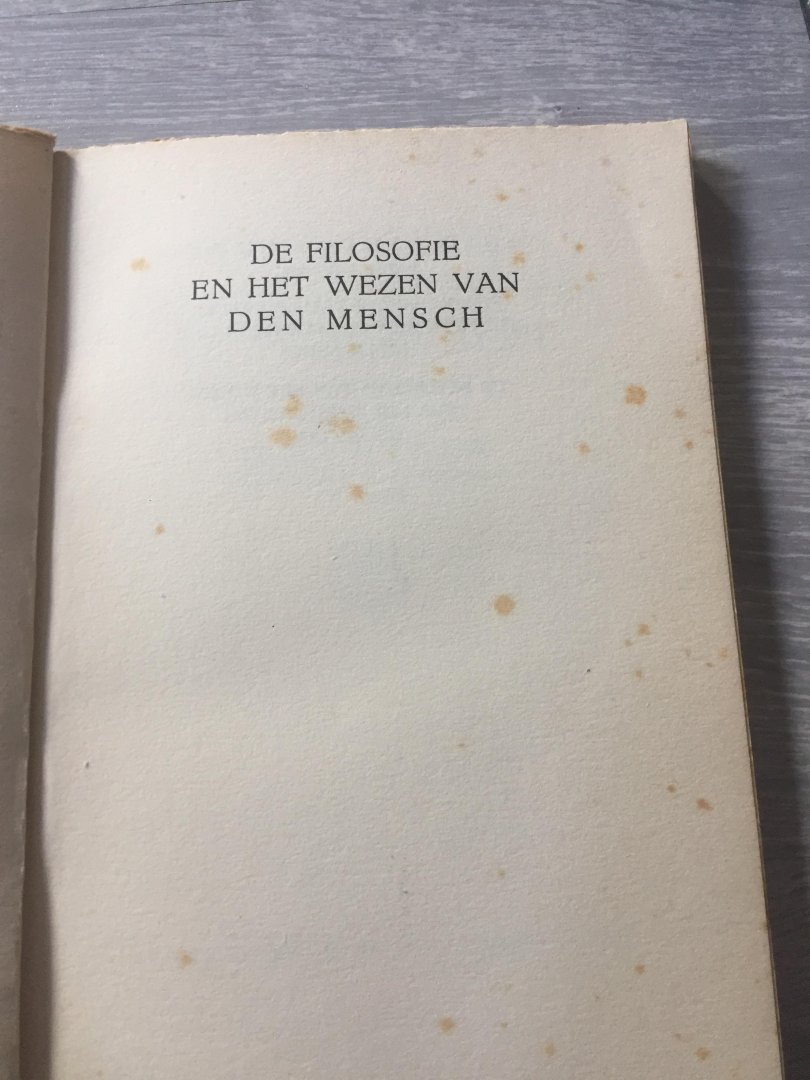 DE FILOSOFIE
EN HET WEZEN VAN
DEN MENSCH